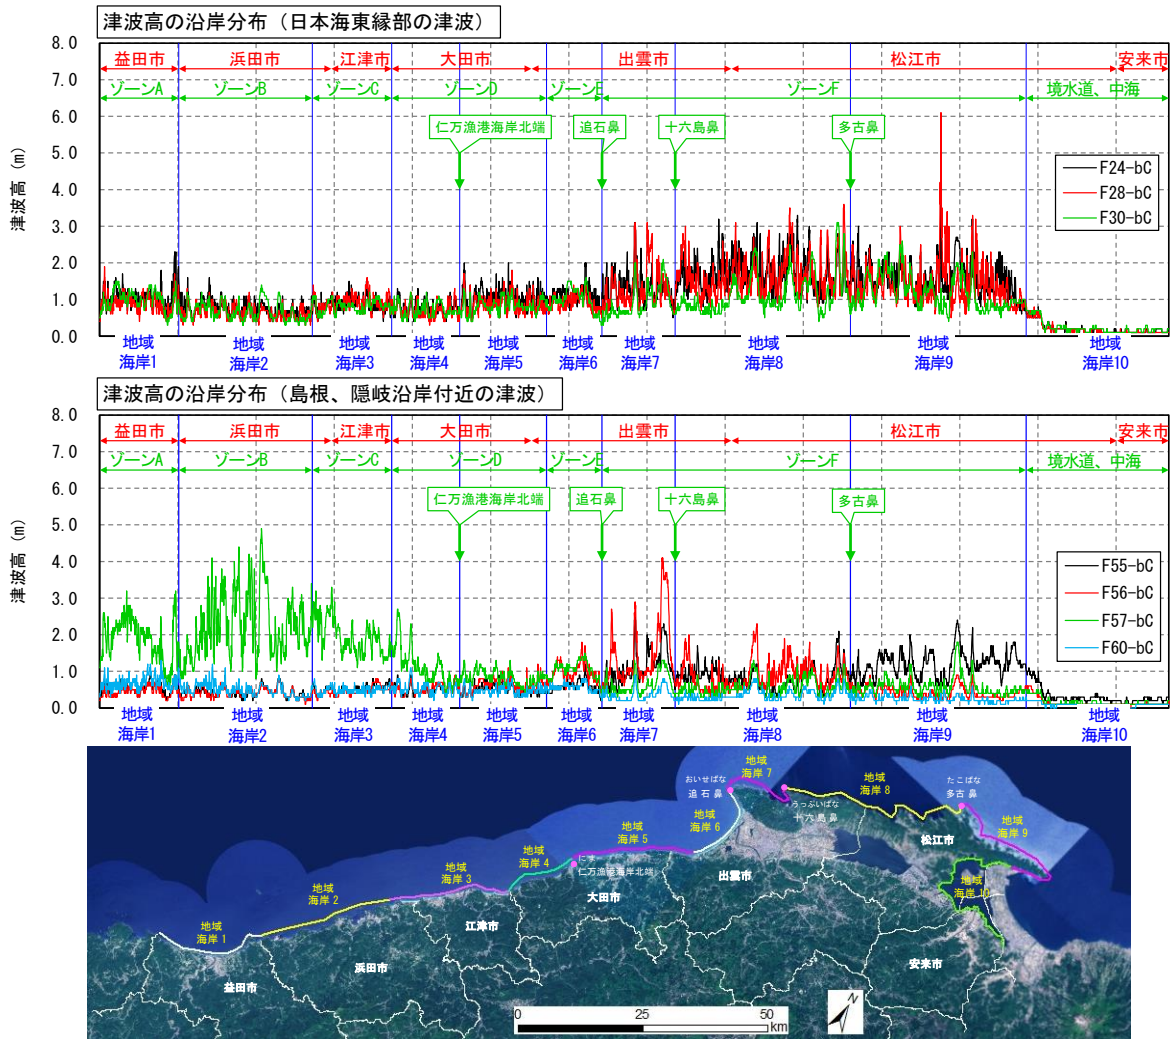 津波高の沿岸分布（日本海東縁部の津波）
8.0
7.0
6.0
5.0
4.0
3.0
2.0
1.0
0.0
津波高 (m)
益田市 浜田市 江津市 大田市 出雲市 松江市 安来市
ゾーンA ゾーンB ゾーンC ゾーンD ゾーンE ゾーンF 境水道、中海
仁万漁港海岸北端 追石鼻 十六島鼻 多古鼻
F24-bC
F28-bC
F30-bC
地域 地域 地域 地域 地域 地域 地域 地域 地域 地域
海岸1 海岸2 海岸3 海岸4 海岸5 海岸6 海岸7 海岸8 海岸9 海岸10
津波高の沿岸分布（島根、隠岐沿岸付近の津波）
8.0
7.0
6.0
5.0
4.0
3.0
2.0
1.0
0.0
津波高 (m)
益田市 浜田市 江津市 大田市 出雲市 松江市 安来市
ゾーンA ゾーンB ゾーンC ゾーンD ゾーンE ゾーンF 境水道、中海
仁万漁港海岸北端 追石鼻 十六島鼻 多古鼻
F55-bC
F56-bC
F57-bC
F60-bC
地域 地域 地域 地域 地域 地域 地域 地域 地域 地域
海岸1 海岸2 海岸3 海岸4 海岸5 海岸6 海岸7 海岸8 海岸9 海岸10
地域
海岸 7
おいせばな
追石鼻
地域
海岸 8
うっぷいばな
十六島鼻
たこばな
多古鼻
地域
海岸 9
松江市
地域
海岸 6
地域
海岸 5
地域
海岸 4
に
仁万漁港海岸北端
地域
海岸 3
地域
海岸 2
地域
海岸 1
地域
海岸 10
出雲市
大田市
江津市
浜田市
益田市
安来市
0 25 50
km
N